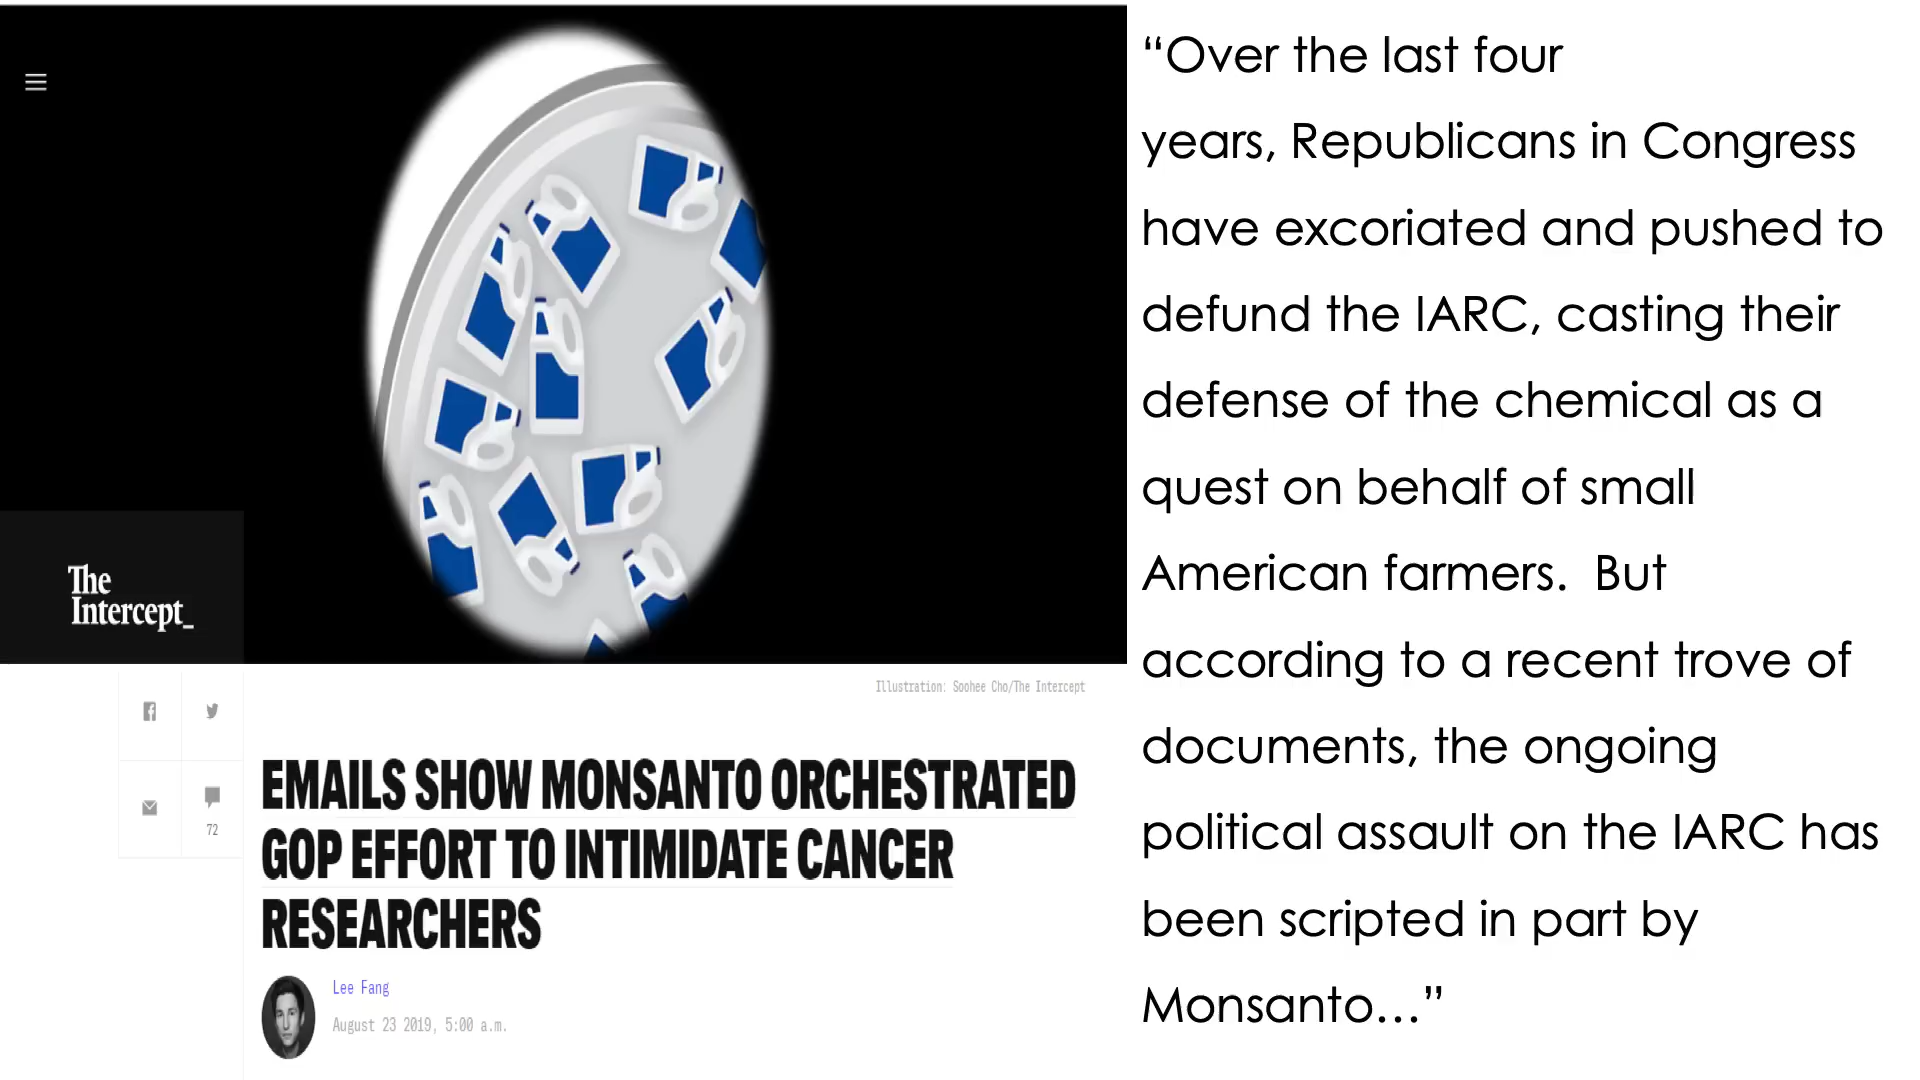 The
Intercept_
Illustration: Soohee Cho/The Intercept
72
EMAILS SHOW MONSANTO ORCHESTRATED
GOP EFFORT TO INTIMIDATE CANCER
RESEARCHERS
Lee Fang
August 23 2019, 5:00 a.m.
“Over the last four
years, Republicans in Congress
have excoriated and pushed to
defund the IARC, casting their
defense of the chemical as a
quest on behalf of small
American farmers.  But
according to a recent trove of
documents, the ongoing
political assault on the IARC has
been scripted in part by
Monsanto…”